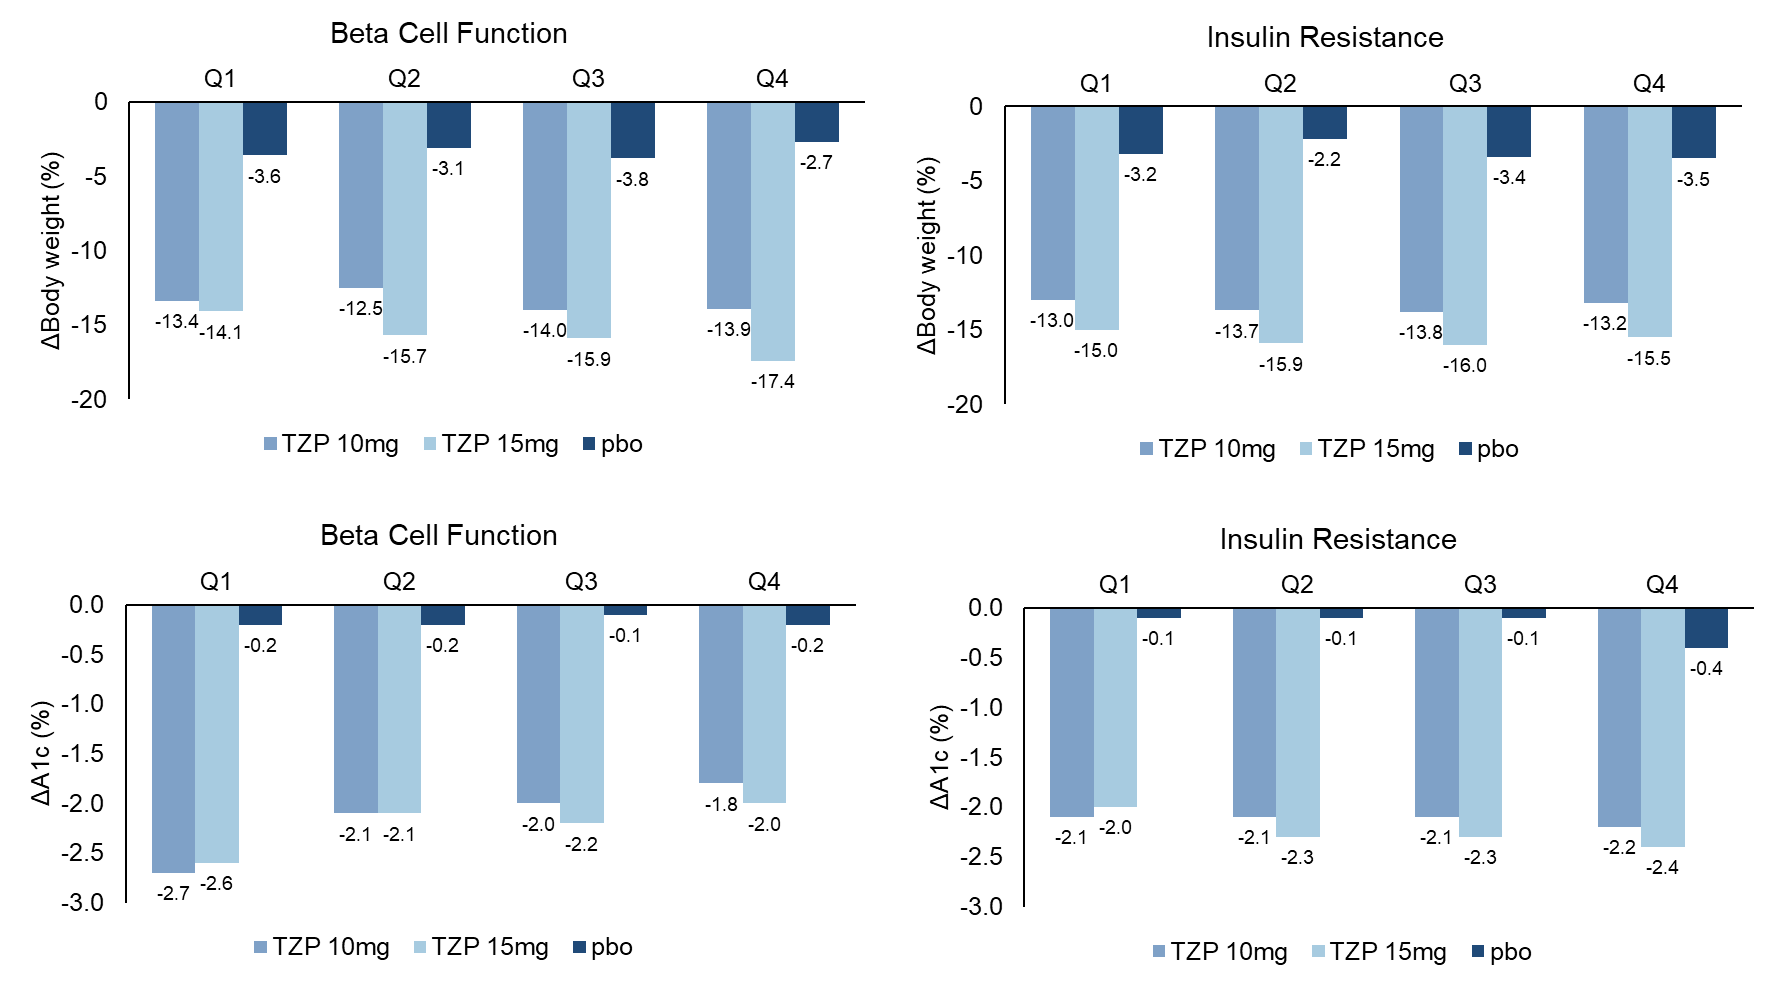 Beta Cell Function
Q1 Q2 Q3 Q4
0
-5
-10
-15
-20
ΔBody weight (%)
-13.4 -14.1 -3.6
-12.5 -15.7 -3.1
-14.0 -15.9 -3.8
-13.9 -17.4 -2.7
TZP 10mg TZP 15mg pbo
Insulin Resistance
Q1 Q2 Q3 Q4
0
-5
-10
-15
-20
ΔBody weight (%)
-13.0 -15.0 -3.2
-13.7 -15.9 -2.2
-13.8 -16.0 -3.4
-13.2 -15.5 -3.5
TZP 10mg TZP 15mg pbo
Beta Cell Function
Q1 Q2 Q3 Q4
0.0
-0.5
-1.0
-1.5
-2.0
-2.5
-3.0
ΔA1c (%)
-2.7 -2.6 -0.2
-2.1 -2.1 -0.2
-2.0 -2.2 -0.1
-1.8 -2.0 -0.2
TZP 10mg TZP 15mg pbo
Insulin Resistance
Q1 Q2 Q3 Q4
0.0
-0.5
-1.0
-1.5
-2.0
-2.5
-3.0
ΔA1c (%)
-2.1 -2.0 -0.1
-2.1 -2.3 -0.1
-2.1 -2.3 -0.1
-2.2 -2.4 -0.4
TZP 10mg TZP 15mg pbo